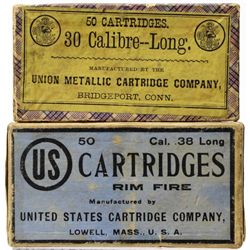 50 CARTRIDGES.
30 Calibre--Long.
MANUFACTURED BY THE
UNION METALLIC CARTRIDGE COMPANY,
BRIDGEPORT, CONN.
50 Cal. .38 Long
US CARTRIDGES
RIM FIRE
Manufactured by
UNITED STATES CARTRIDGE COMPANY,
LOWELL, MASS., U. S. A.